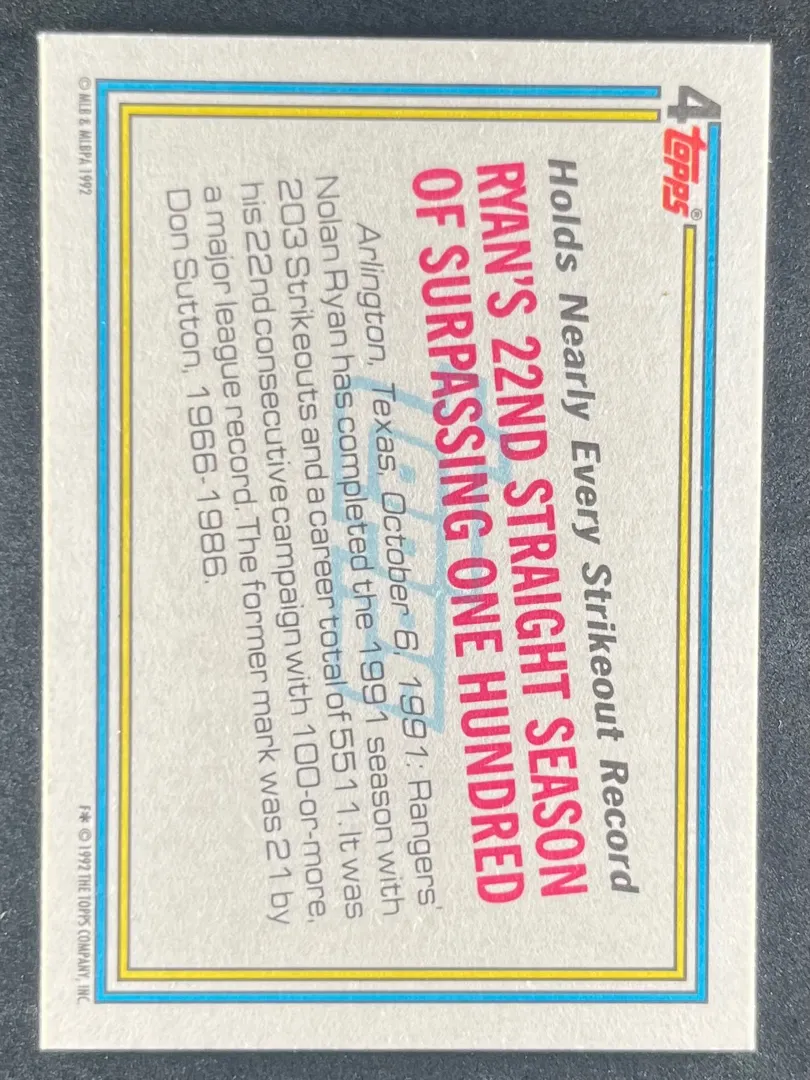 4
topps®
Holds Nearly Every Strikeout Record
RYAN'S 22ND STRAIGHT SEASON
OF SURPASSING ONE HUNDRED
Arlington, Texas, October 6, 1991: Rangers'
Nolan Ryan has completed the 1991 season with
203 Strikeouts and a career total of 5511. It was
his 22nd consecutive campaign with 100-or-more,
a major league record. The former mark was 21 by
Don Sutton, 1966-1986.
© MLB & MLBPA 1992
F* © 1992 THE TOPPS COMPANY, INC.